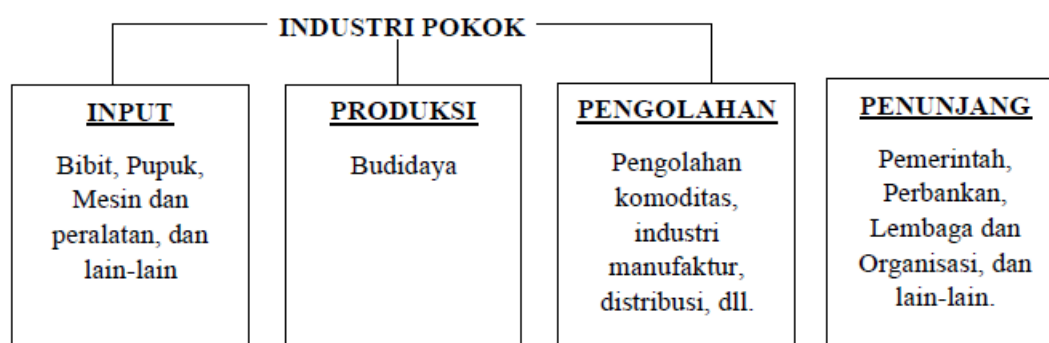 INDUSTRI POKOK
INPUT
Bibit, Pupuk,
Mesin dan
peralatan, dan
lain-lain
PRODUKSI
Budidaya
PENGOLAHAN
Pengolahan
komoditas,
industri
manufaktur,
distribusi, dll.
PENUNJANG
Pemerintah,
Perbankan,
Lembaga dan
Organisasi, dan
lain-lain.